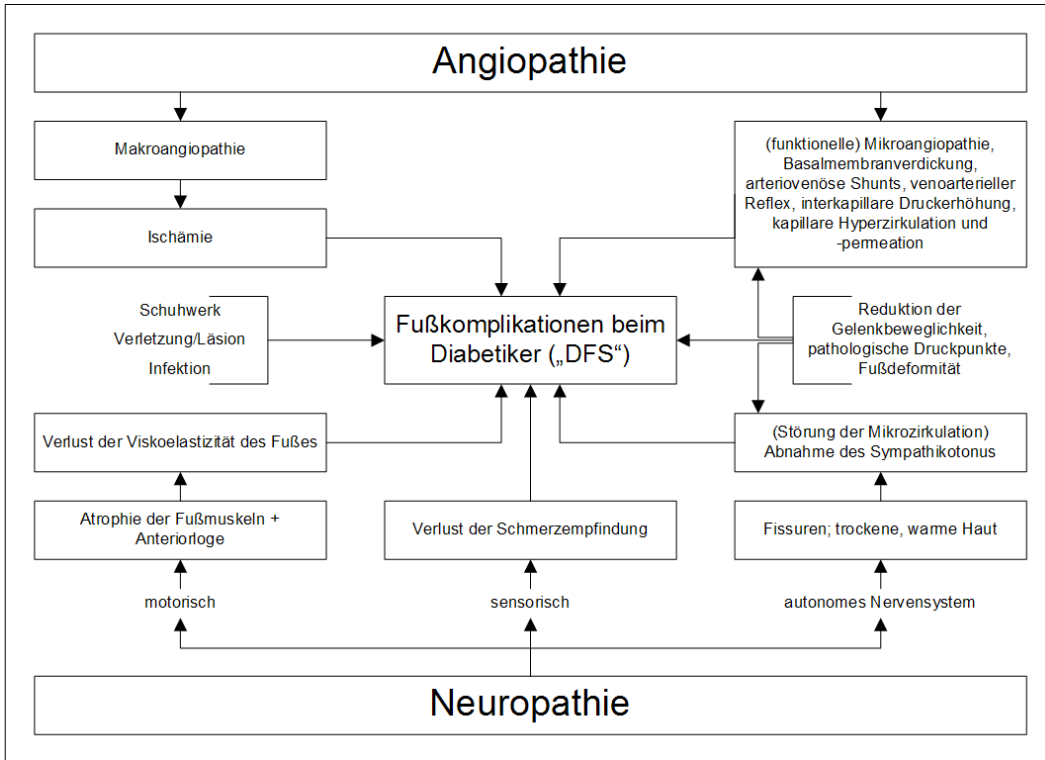 Angiopathie
Makroangiopathie
(funktionelle) Mikroangiopathie,
Basalmembranverdickung,
arteriovenöse Shunts, venoarterieller
Reflex, interkapillare Druckerhöhung,
kapillare Hyperzirkulation und
-permeation
Ischämie
Schuhwerk
Verletzung/Läsion
Infektion
Fußkomplikationen beim
Diabetiker („DFS“)
Reduktion der
Gelenkbeweglichkeit,
pathologische Druckpunkte,
Fußdeformität
Verlust der Viskoelastizität des Fußes
(Störung der Mikrozirkulation)
Abnahme des Sympathikotonus
Atrophie der Fußmuskeln +
Anteriorloge
Verlust der Schmerzempfindung
Fissuren; trockene, warme Haut
motorisch
sensorisch
autonomes Nervensystem
Neuropathie